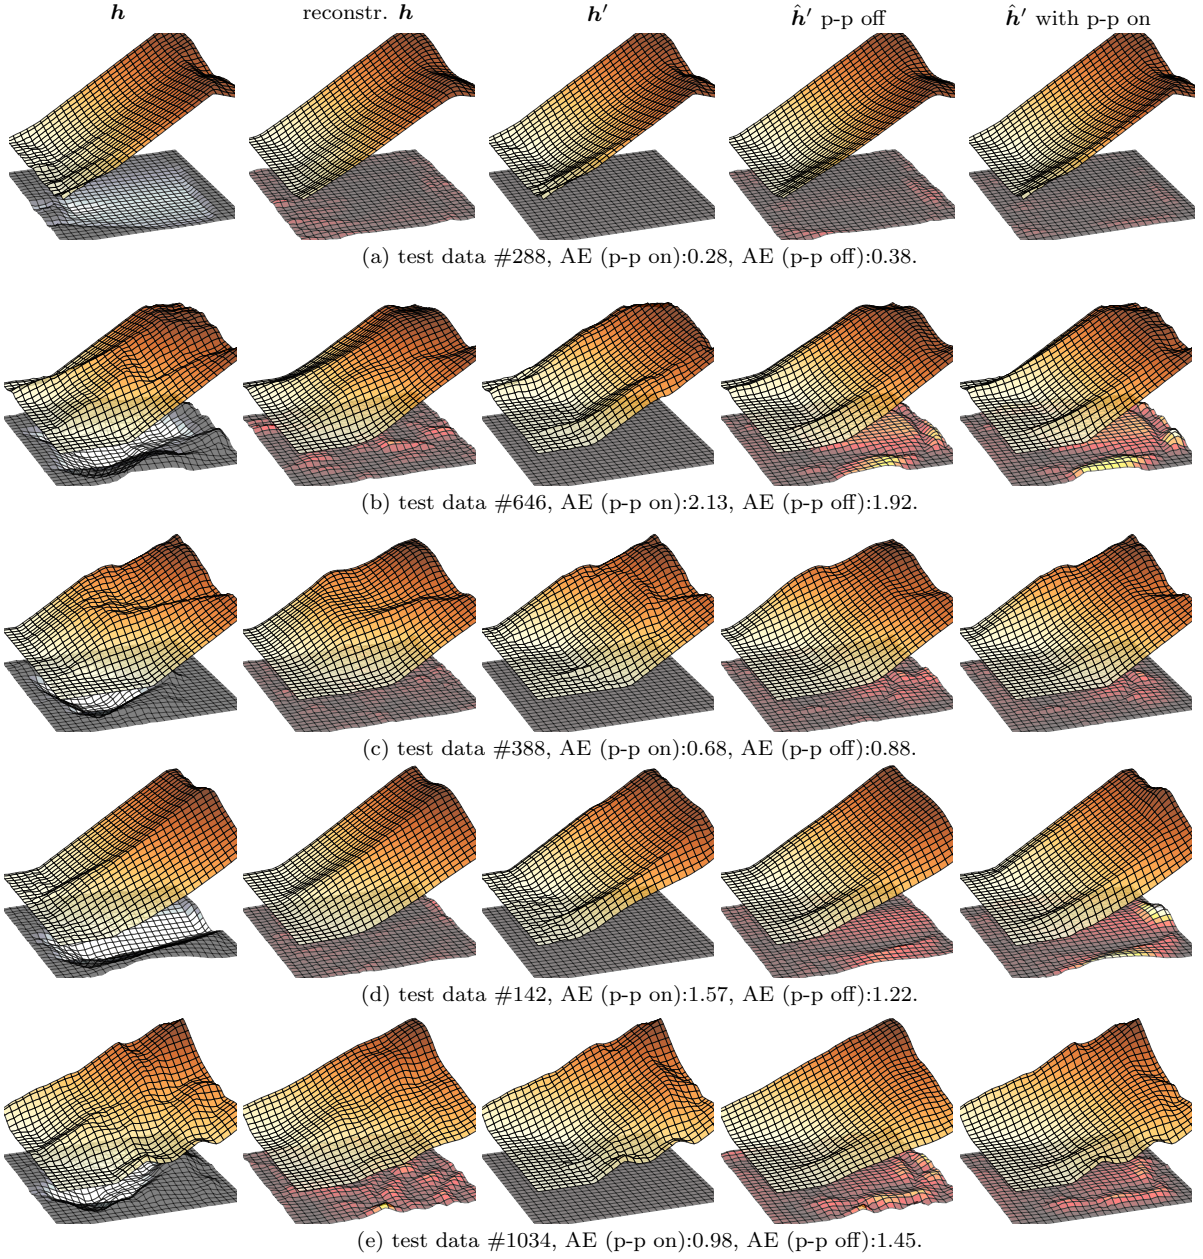 h reconstr. h h′ ĥ′ p-p off ĥ′ with p-p on
(a) test data #288, AE (p-p on):0.28, AE (p-p off):0.38.
(b) test data #646, AE (p-p on):2.13, AE (p-p off):1.92.
(c) test data #388, AE (p-p on):0.68, AE (p-p off):0.88.
(d) test data #142, AE (p-p on):1.57, AE (p-p off):1.22.
(e) test data #1034, AE (p-p on):0.98, AE (p-p off):1.45.